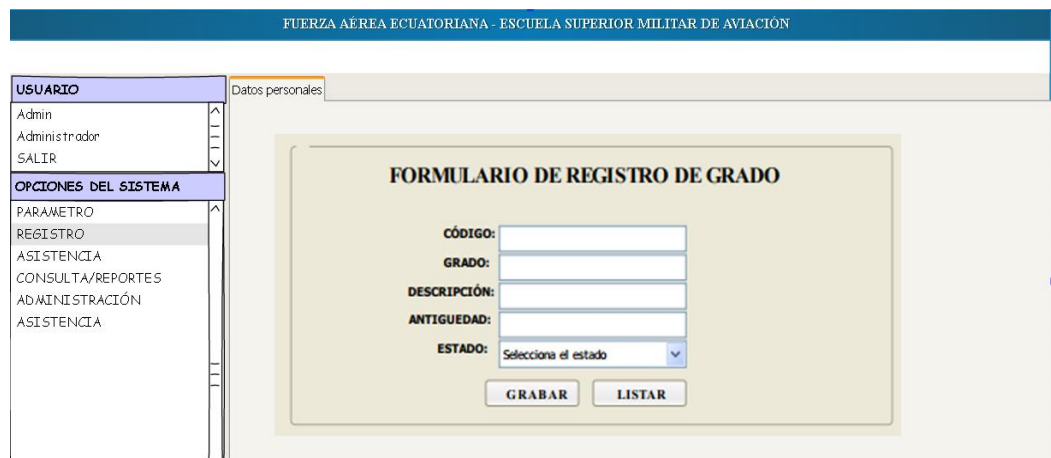 FUERZA AÉREA ECUATORIANA - ESCUELA SUPERIOR MILITAR DE AVIACIÓN
USUARIO
Admin
Administrador
SALIR
OPCIONES DEL SISTEMA
PARAMETRO
REGISTRO
ASISTENCIA
CONSULTA/REPORTES
ADMINISTRACIÓN
ASISTENCIA
Datos personales
FORMULARIO DE REGISTRO DE GRADO
CÓDIGO:
GRADO:
DESCRIPCIÓN:
ANTIGUEDAD:
ESTADO: Selecciona el estado
GRABAR LISTAR